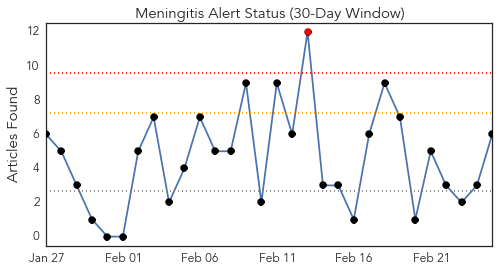 Meningitis Alert Status (30-Day Window)
Articles Found
12
10
8
6
4
2
0
Jan 27
Feb 01
Feb 06
Feb 11
Feb 16
Feb 21